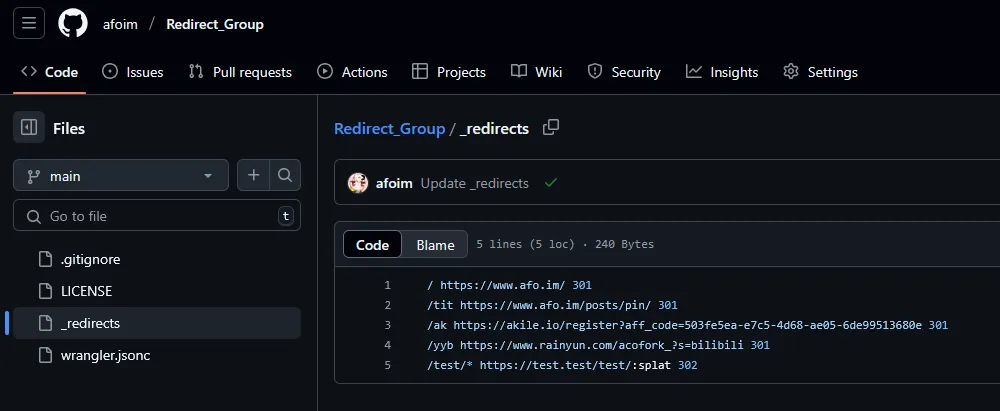 afoim / Redirect_Group
Code Issues Pull requests Actions Projects Wiki Security Insights Settings
Files
main
Go to file t
.gitignore
LICENSE
_redirects
wrangler.jsonc
Redirect_Group / _redirects
afoim Update _redirects
Code Blame 5 lines (5 loc) · 240 Bytes
1 / https://www.afo.im/ 301
2 /tit https://www.afo.im/posts/pin/ 301
3 /ak https://akile.io/register?aff_code=503fe5ea-e7c5-4d68-ae05-6de99513680e 301
4 /yyb https://www.rainyun.com/acofork_?s=bilibili 301
5 /test/* https://test.test/test/:splat 302